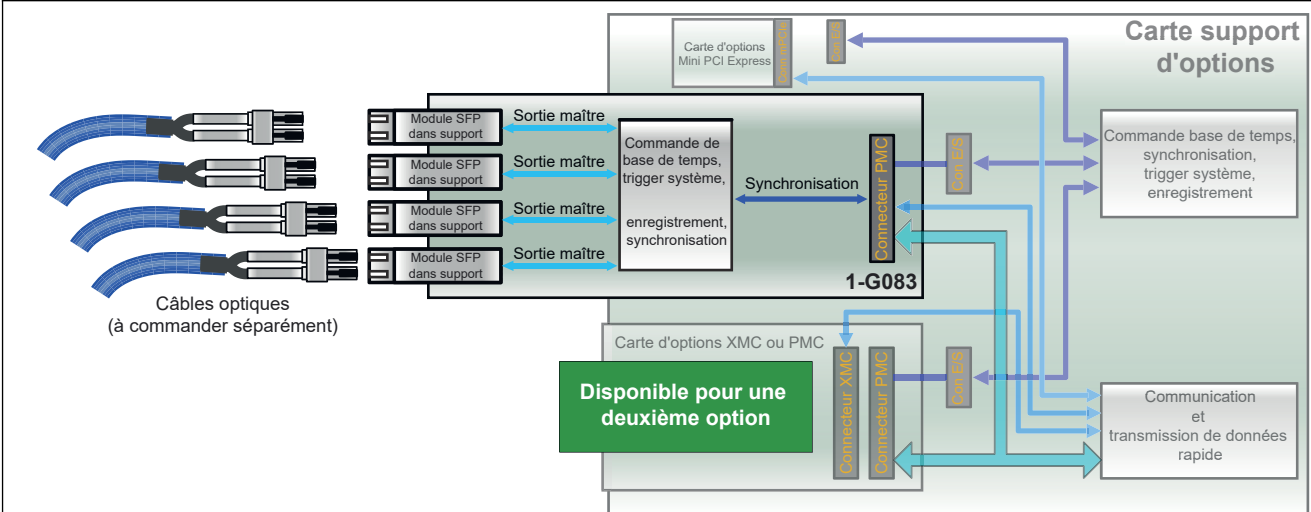 Carte support
d'options
Carte d'options
Mini PCI Express
Con mPCIe
Con E/S
Module SFP
dans support
Sortie maître
Module SFP
dans support
Sortie maître
Module SFP
dans support
Sortie maître
Module SFP
dans support
Sortie maître
Commande de
base de temps,
trigger système,
enregistrement,
synchronisation
Synchronisation
Connecteur PMC
Con E/S
1-G083
Commande base de temps,
synchronisation,
trigger système,
enregistrement
Câbles optiques
(à commander séparément)
Carte d'options XMC ou PMC
Disponible pour une
deuxième option
Connecteur XMC
Connecteur PMC
Con E/S
Communication
et
transmission de données
rapide